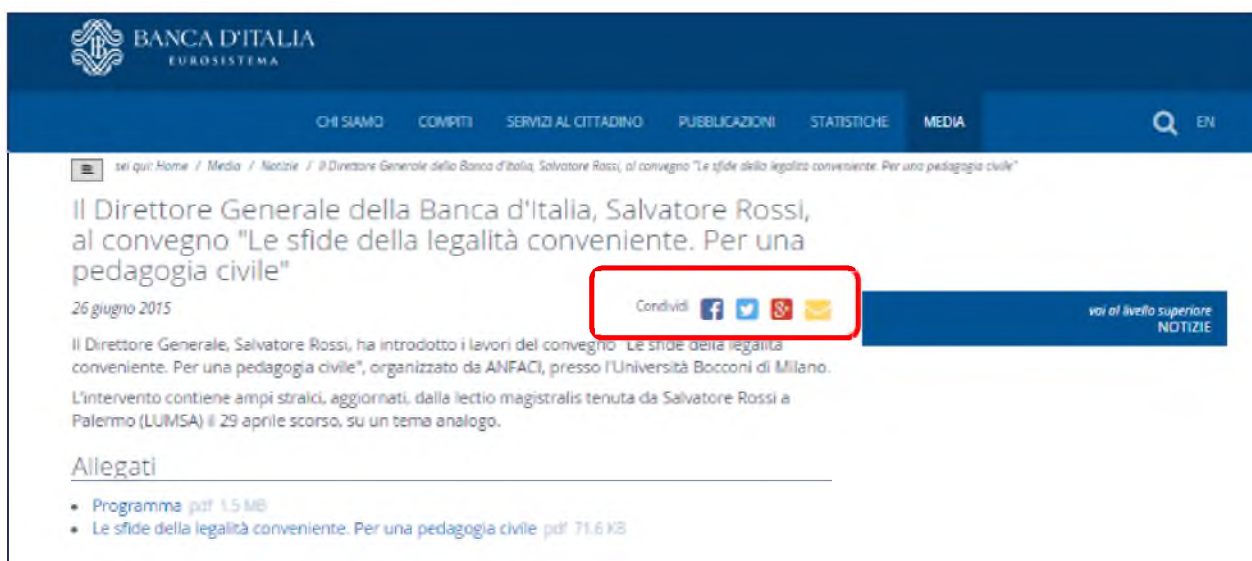 BANCA D'ITALIA
EUROSISTEMA
CHI SIAMO COMPITI SERVIZI AL CITTADINO PUBBLICAZIONI STATISTICHE MEDIA EN
sei qui: Home / Media / Notizie / Il Direttore Generale della Banca d'Italia, Salvatore Rossi, al convegno "Le sfide della legalità conveniente. Per una pedagogia civile"
Il Direttore Generale della Banca d'Italia, Salvatore Rossi,
al convegno "Le sfide della legalità conveniente. Per una
pedagogia civile"
26 giugno 2015
Condividi
vai al livello superiore
NOTIZIE
Il Direttore Generale, Salvatore Rossi, ha introdotto i lavori del convegno "Le sfide della legalità
conveniente. Per una pedagogia civile", organizzato da ANFACI, presso l'Università Bocconi di Milano.
L'intervento contiene ampi stralci, aggiornati, dalla lectio magistralis tenuta da Salvatore Rossi a
Palermo (LUMSA) il 29 aprile scorso, su un tema analogo.
Allegati
• Programma pdf 1.5 MB
• Le sfide della legalità conveniente. Per una pedagogia civile pdf 71.6 KB